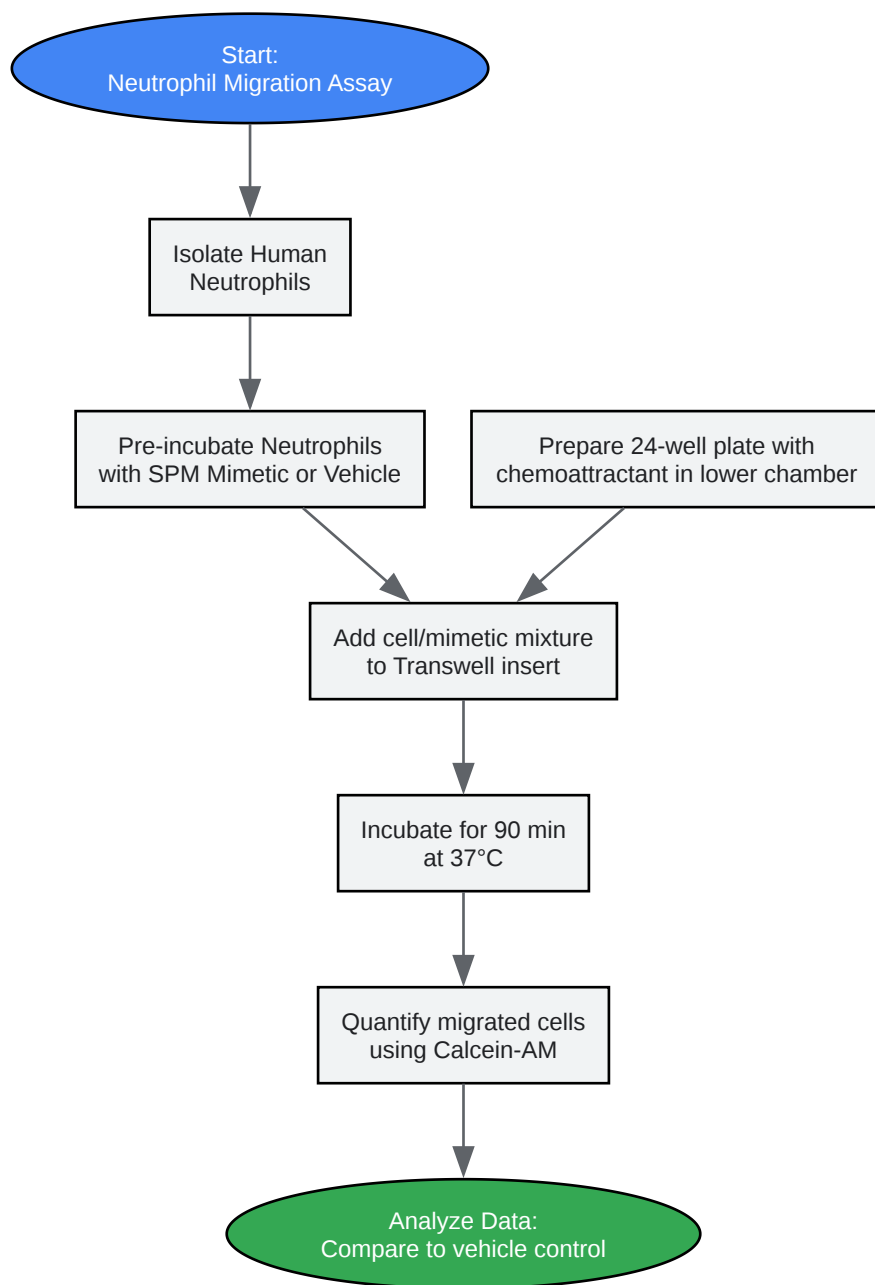 Start:
Neutrophil Migration Assay
Isolate Human
Neutrophils
Pre-incubate Neutrophils
with SPM Mimetic or Vehicle
Prepare 24-well plate with
chemoattractant in lower chamber
Add cell/mimetic mixture
to Transwell insert
Incubate for 90 min
at 37°C
Quantify migrated cells
using Calcein-AM
Analyze Data:
Compare to vehicle control